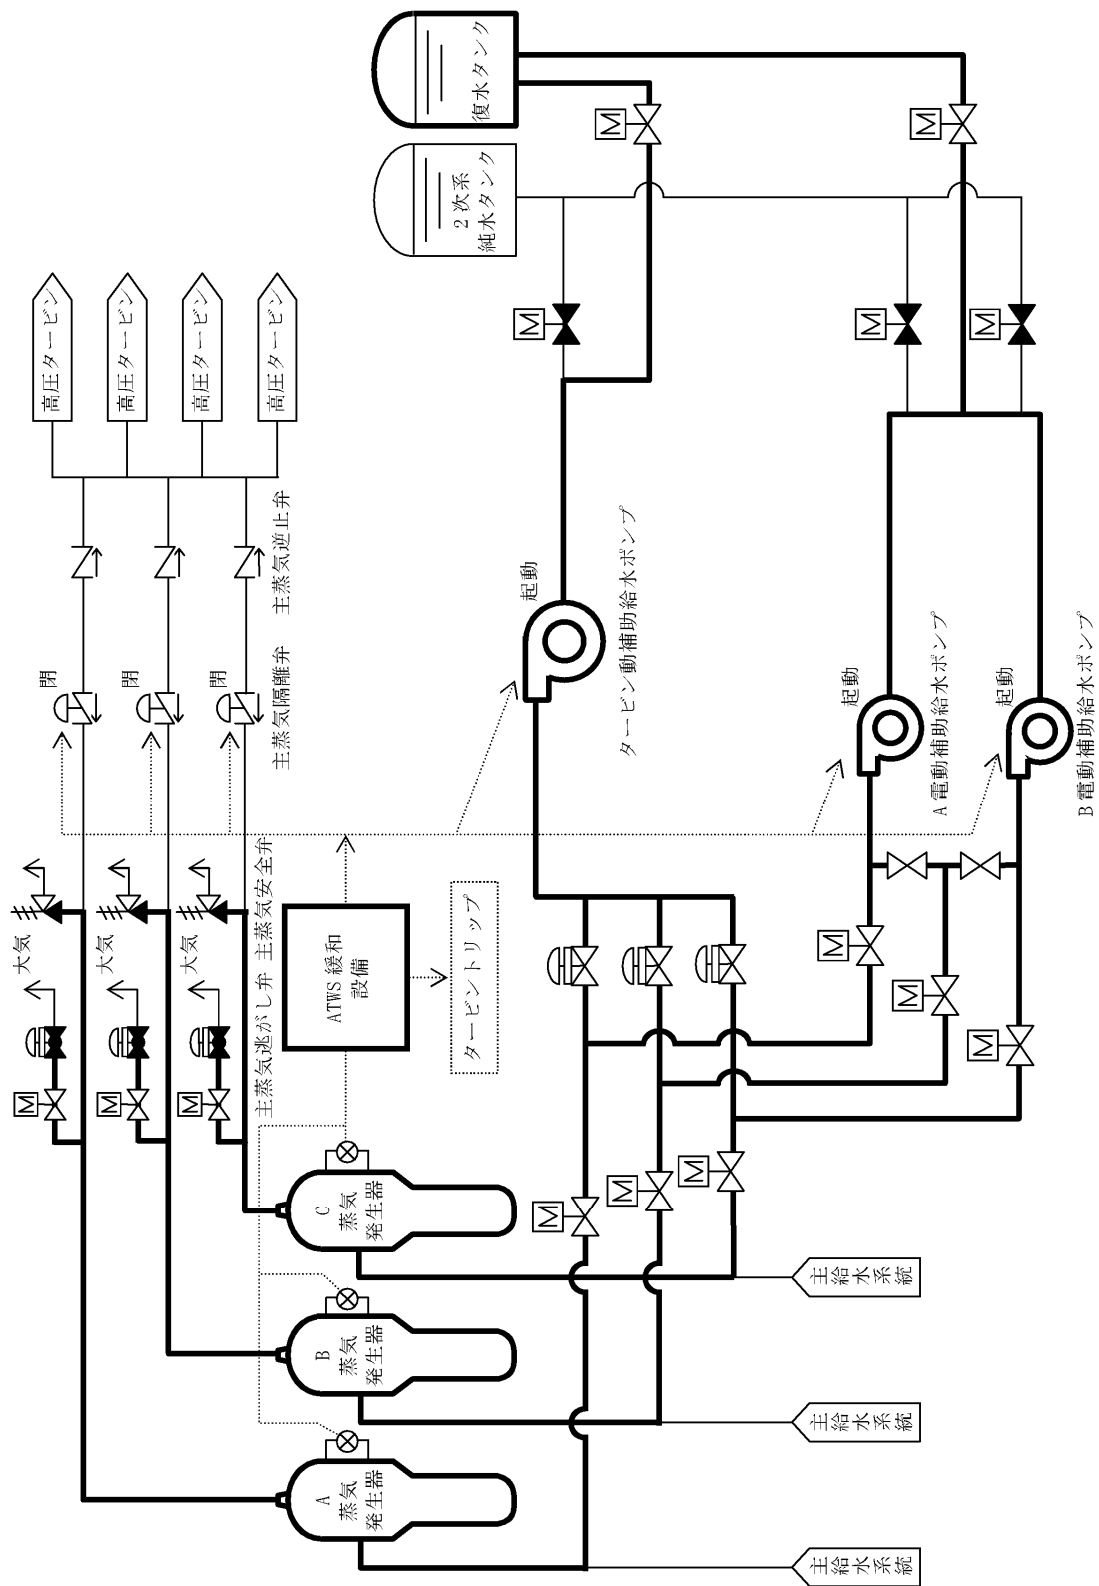 大気
M
高圧タービン
閉
大気
M
高圧タービン
閉
大気
M
高圧タービン
閉
高圧タービン
主蒸気逃がし弁
主蒸気安全弁
主蒸気隔離弁
主蒸気逆止弁
A
蒸気
発生器
B
蒸気
発生器
C
蒸気
発生器
ATWS緩和
設備
タービントリップ
2次系
純水タンク
復水タンク
起動
タービン動補助給水ポンプ
M
M
M
M
M
M
M
M
起動
A電動補助給水ポンプ
M
M
M
起動
B電動補助給水ポンプ
主給水系統
主給水系統
主給水系統